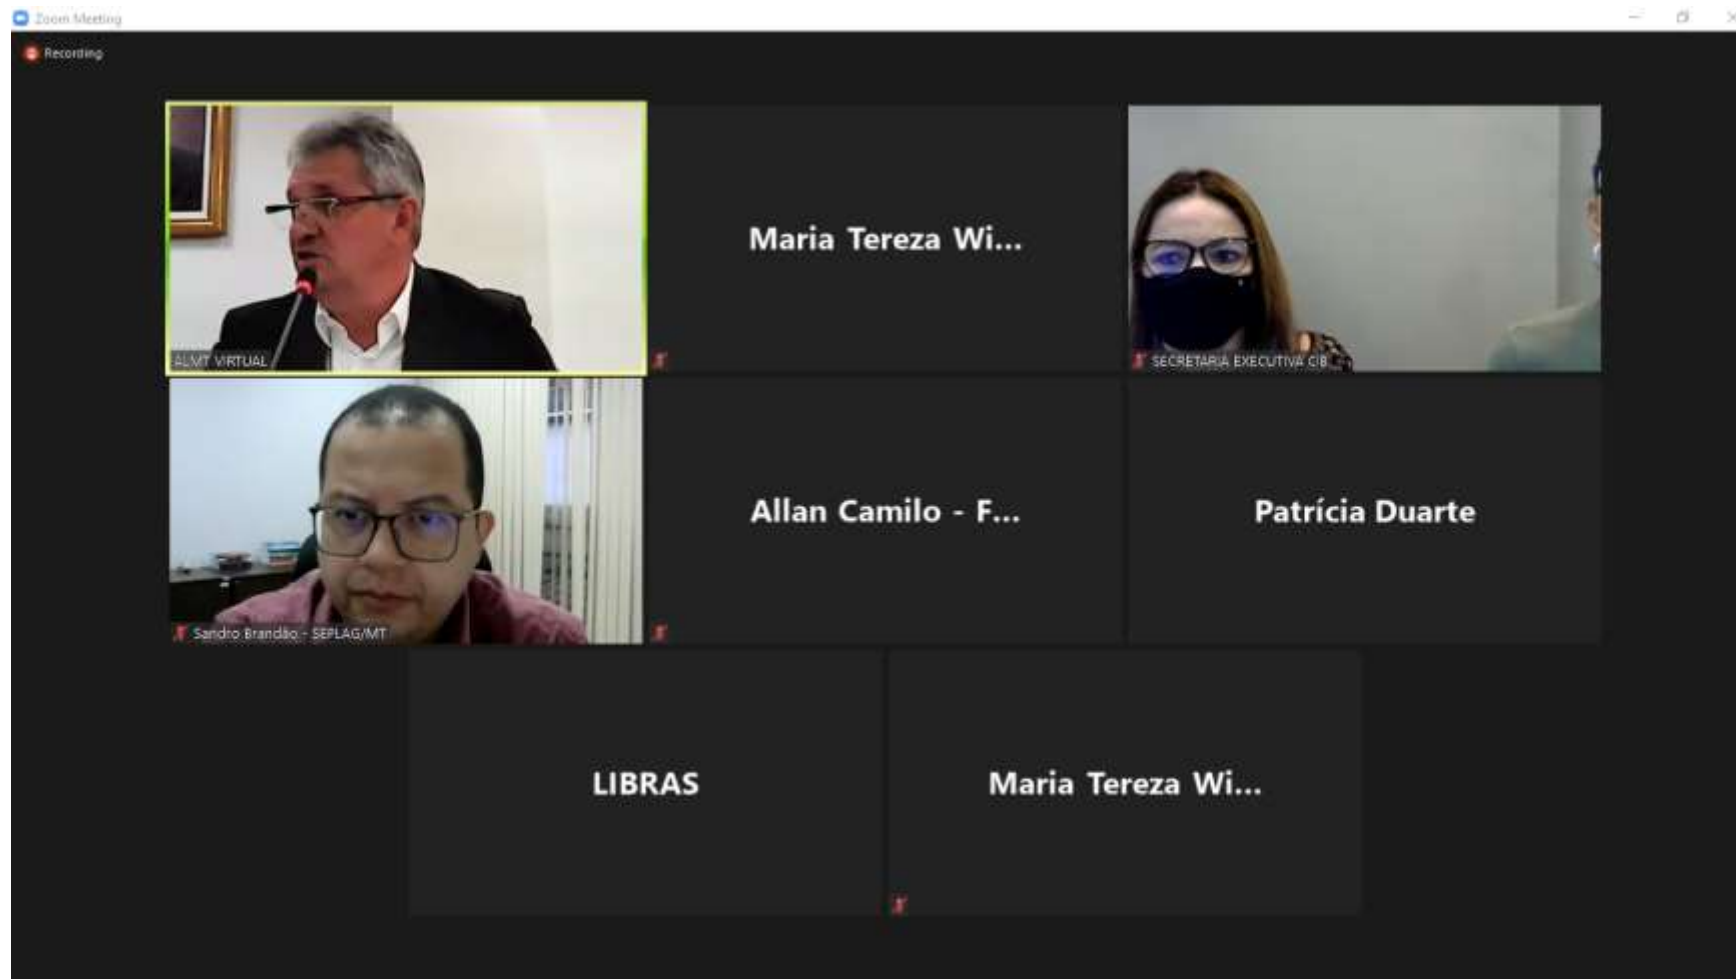 Zoom Meeting
Recording
ALMT VIRTUAL
Maria Tereza Wi...
SECRETARIA EXECUTIVA CIB
Sandro Brandão - SEPLAG/MT
Allan Camilo - F...
Patrícia Duarte
LIBRAS
Maria Tereza Wi...